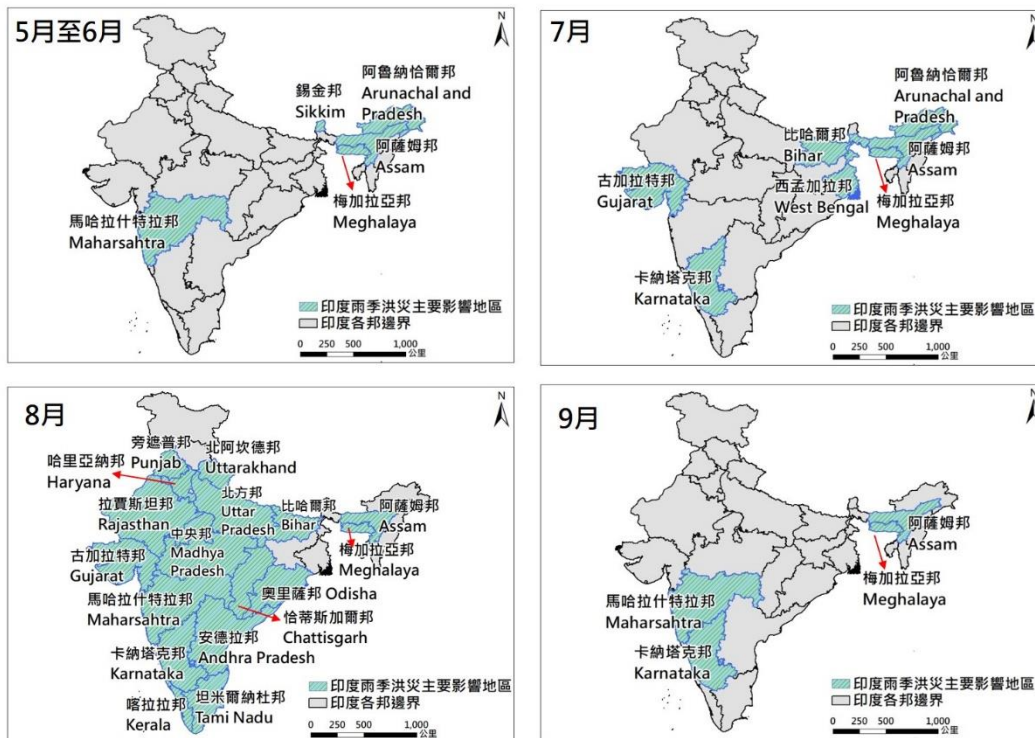 5月至6月
N
錫金邦
Sikkim
阿魯納恰爾邦
Arunachal and
Pradesh
阿薩姆邦
Assam
梅加拉亞邦
Meghalaya
馬哈拉什特拉邦
Maharsahtra
印度雨季洪災主要影響地區
印度各邦邊界
0 250 500 1,000
公里
7月
N
阿魯納恰爾邦
Arunachal and
Pradesh
比哈爾邦
Bihar
阿薩姆邦
Assam
古加拉特邦
Gujarat
西孟加拉邦
West Bengal
梅加拉亞邦
Meghalaya
卡納塔克邦
Karnataka
印度雨季洪災主要影響地區
印度各邦邊界
0 250 500 1,000
公里
8月
N
旁遮普邦
Punjab
北阿坎德邦
Uttarakhand
哈里亞納邦
Haryana
拉賈斯坦邦
Rajasthan
北方邦
Uttar
Pradesh
比哈爾邦
Bihar
阿薩姆邦
Assam
中央邦
Madhya
Pradesh
古加拉特邦
Gujarat
梅加拉亞邦
Meghalaya
馬哈拉什特拉邦
Maharsahtra
奧里薩邦 Odisha
恰蒂斯加爾邦
Chattisgarh
安德拉邦
Andhra Pradesh
卡納塔克邦
Karnataka
喀拉拉邦
Kerala
坦米爾納杜邦
Tami Nadu
印度雨季洪災主要影響地區
印度各邦邊界
0 250 500 1,000
公里
9月
N
阿薩姆邦
Assam
梅加拉亞邦
Meghalaya
馬哈拉什特拉邦
Maharsahtra
卡納塔克邦
Karnataka
印度雨季洪災主要影響地區
印度各邦邊界
0 250 500 1,000
公里